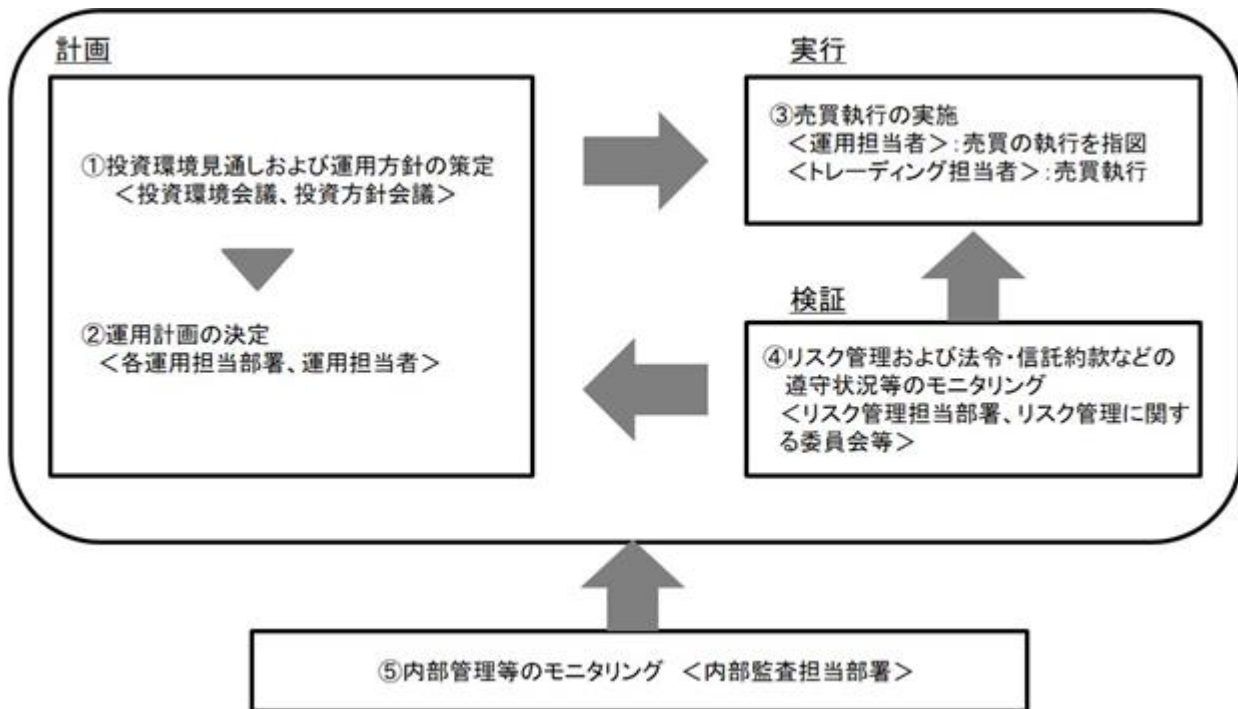 計画
①投資環境見通しおよび運用方針の策定
＜投資環境会議、投資方針会議＞
②運用計画の決定
＜各運用担当部署、運用担当者＞
実行
③売買執行の実施
＜運用担当者＞：売買の執行を指図
＜トレーディング担当者＞：売買執行
検証
④リスク管理および法令・信託約款などの
遵守状況等のモニタリング
＜リスク管理担当部署、リスク管理に関す
る委員会等＞
⑤内部管理等のモニタリング ＜内部監査担当部署＞